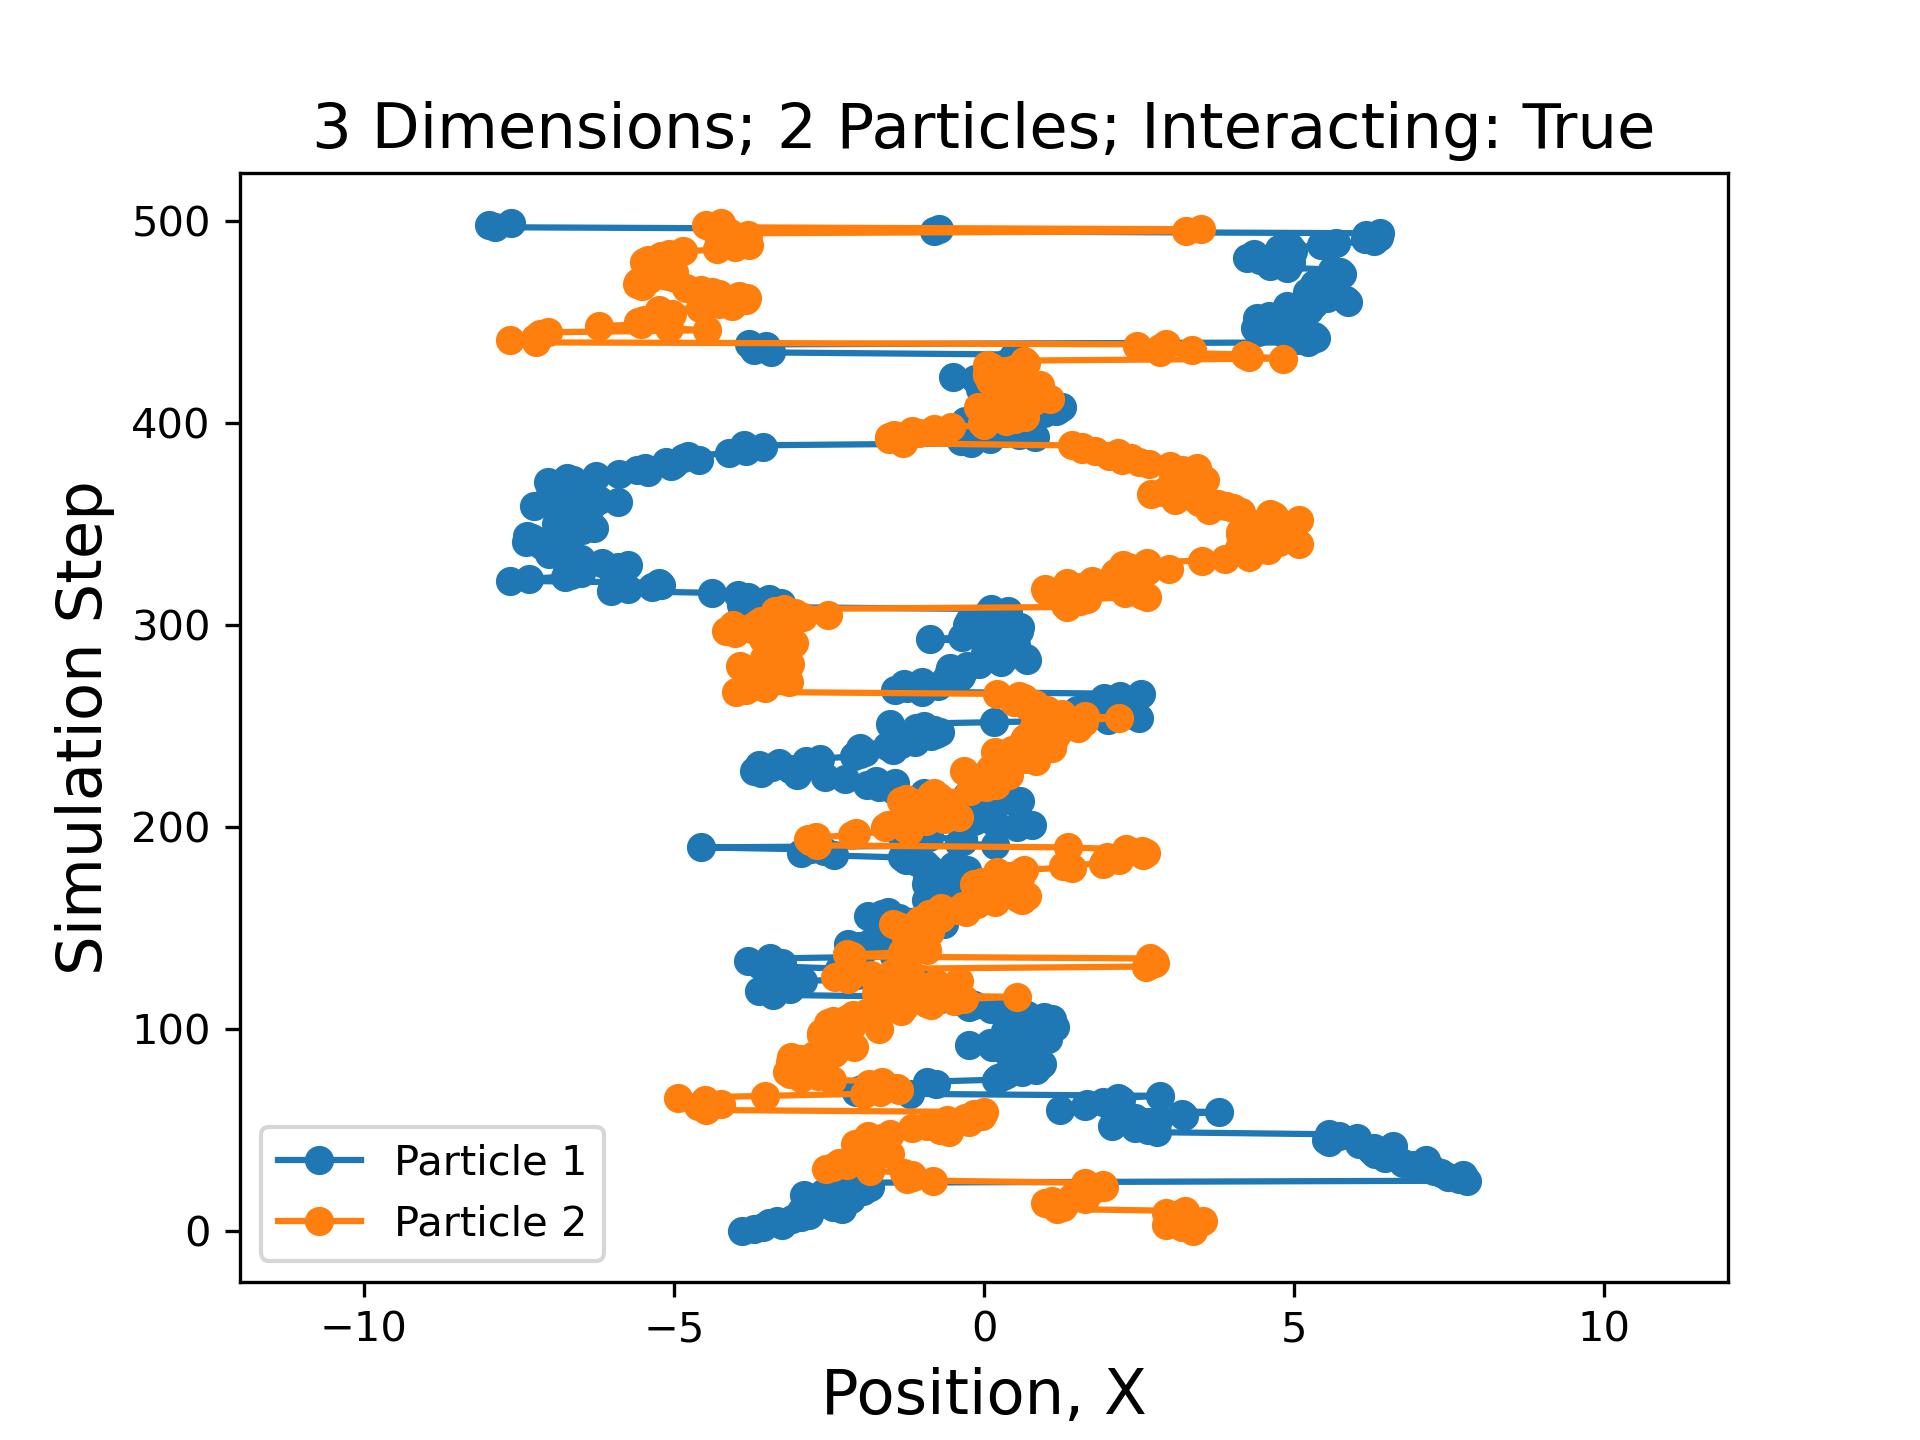 3 Dimensions; 2 Particles; Interacting: True
Simulation Step
500
400
300
200
100
0
Particle 1
Particle 2
−10
−5
0
5
10
Position, X